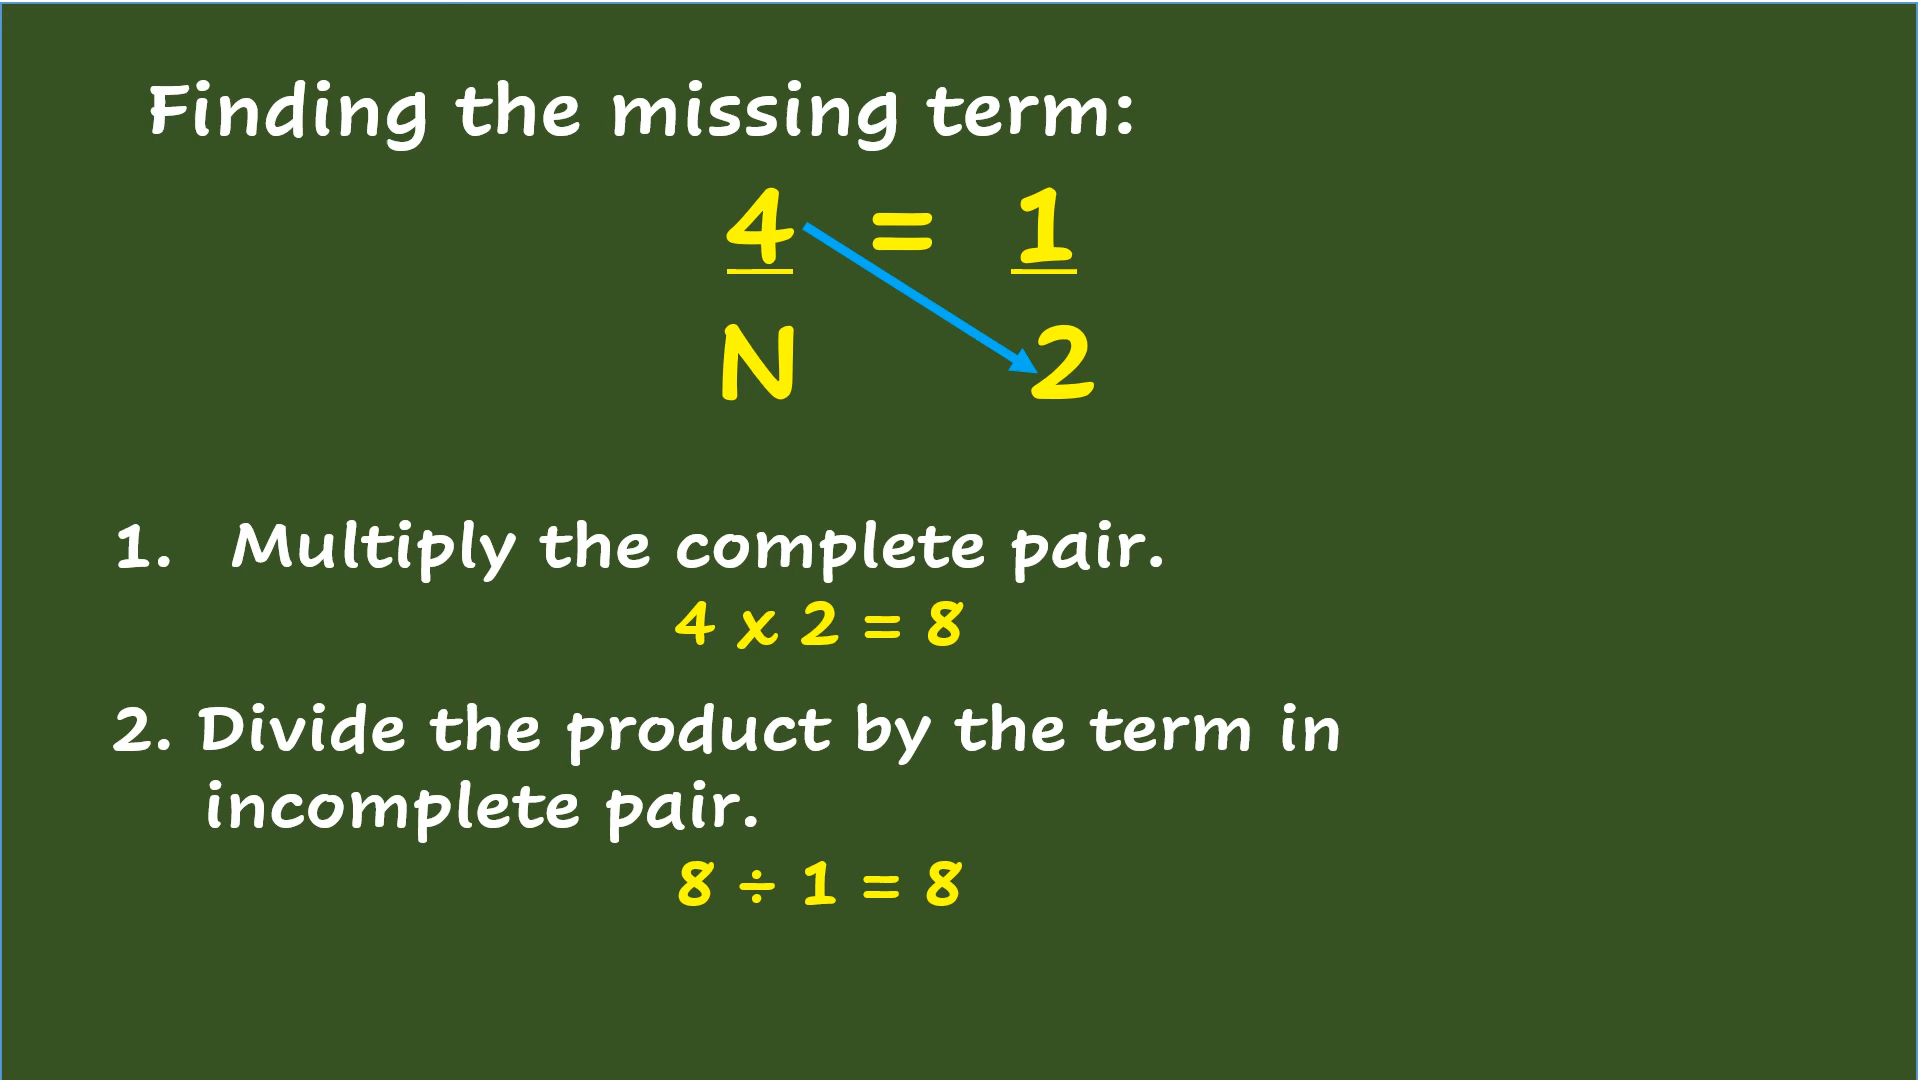 Finding the missing term:
4 = 1
N 2
1. Multiply the complete pair.
4 x 2 = 8
2. Divide the product by the term in
incomplete pair.
8 ÷ 1 = 8